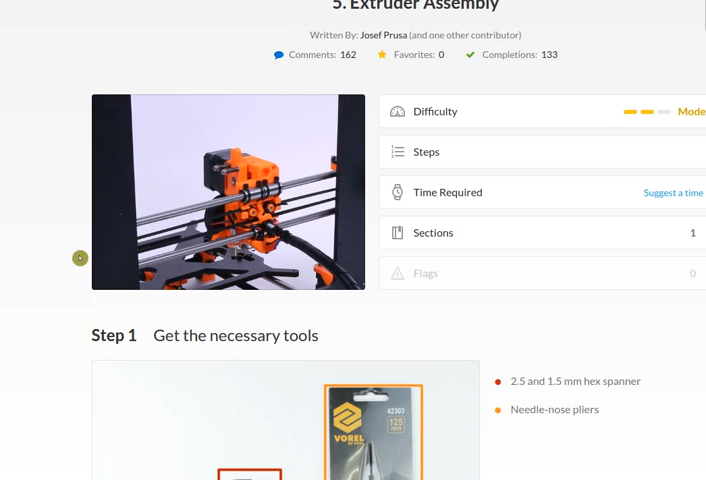 5. Extruder Assembly
Written By: Josef Prusa (and one other contributor)
Comments: 162 Favorites: 0 Completions: 133
Difficulty
Steps
Time Required Suggest a time
Sections 1
Flags 0
Step 1 Get the necessary tools
2.5 and 1.5 mm hex spanner
Needle-nose pliers
42303
125
mm
VOREL